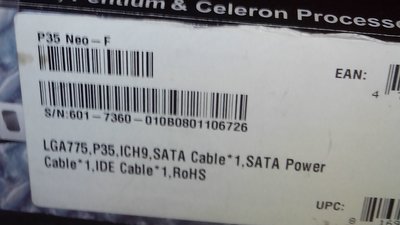 Pentium & Celeron
P35 Neo-F
EAN:
4
S/N:601-7360-010B0801106726
LGA775,P35,ICH9,SATA Cable*1,SATA Power
Cable*1,IDE Cable*1,RoHS
UPC: